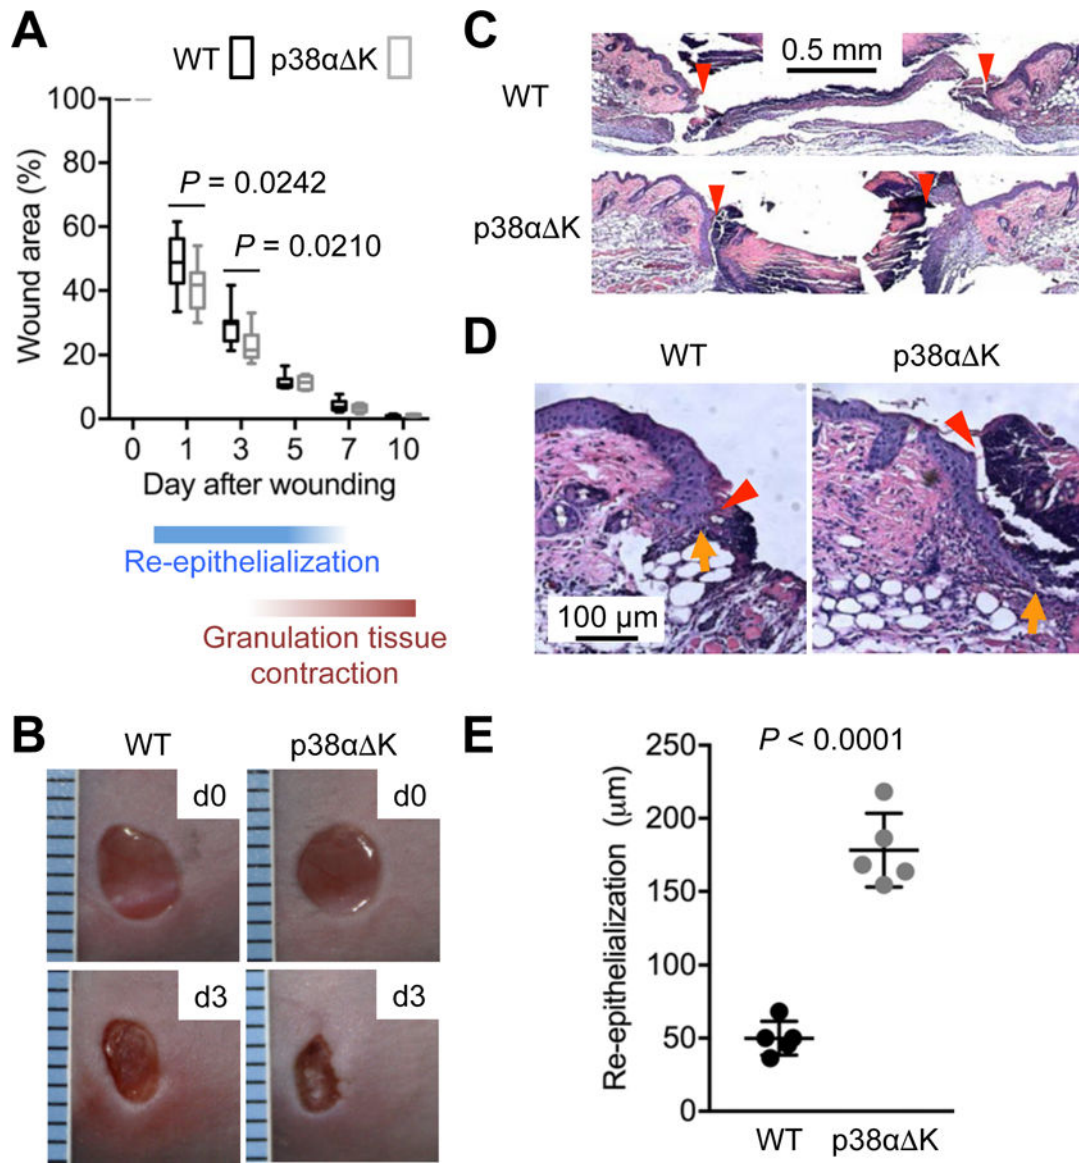 A
WT p38αΔK
100
80
60
40
20
0
Wound area (%)
P = 0.0242
P = 0.0210
0 1 3 5 7 10
Day after wounding
Re-epithelialization
Granulation tissue
contraction
B
WT p38αΔK
d0 d0
d3 d3
C
WT
0.5 mm
p38αΔK
D
WT p38αΔK
100 μm
E
P < 0.0001
250
200
150
100
50
0
Re-epithelialization (μm)
WT p38αΔK